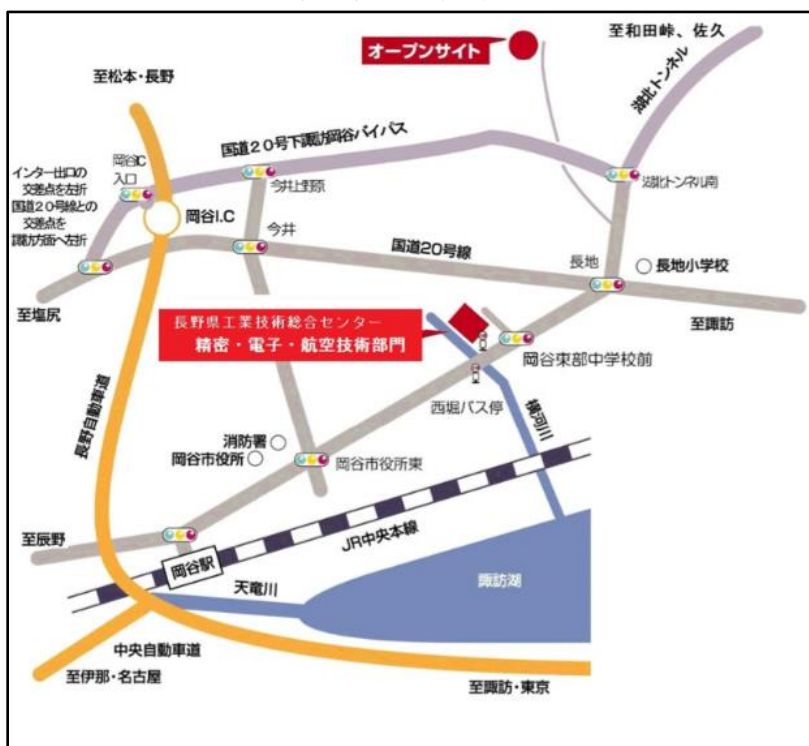 至和田峠、佐久
オープンサイト
湖北トンネル
至松本・長野
国道20号下諏訪岡谷バイパス
岡谷IC
入口
今井上野原
湖北トンネル南
インター出口の
交差点を左折
国道20号線との
交差点を
諏訪方面へ左折
岡谷I.C
今井
国道20号線
長地
長地小学校
至塩尻
至諏訪
長野県工業技術総合センター
精密・電子・航空技術部門
岡谷東部中学校前
西堀バス停
横河川
長野自動車道
消防署
岡谷市役所
岡谷市役所東
至辰野
岡谷駅
JR中央本線
天竜川
諏訪湖
中央自動車道
至伊那・名古屋
至諏訪・東京